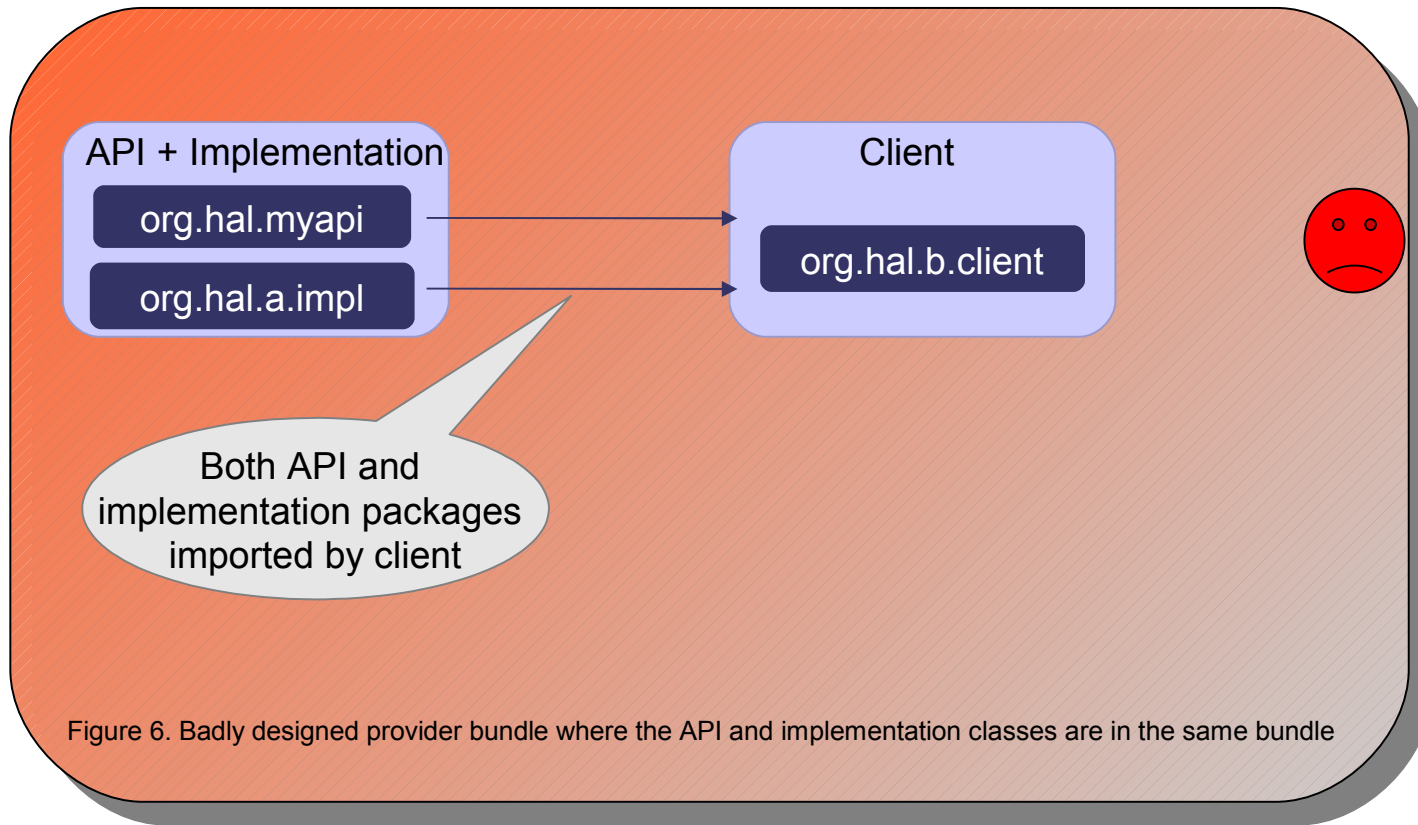 API + Implementation
org.hal.myapi
org.hal.a.impl
Client
org.hal.b.client
Both API and
implementation packages
imported by client
Figure 6. Badly designed provider bundle where the API and implementation classes are in the same bundle